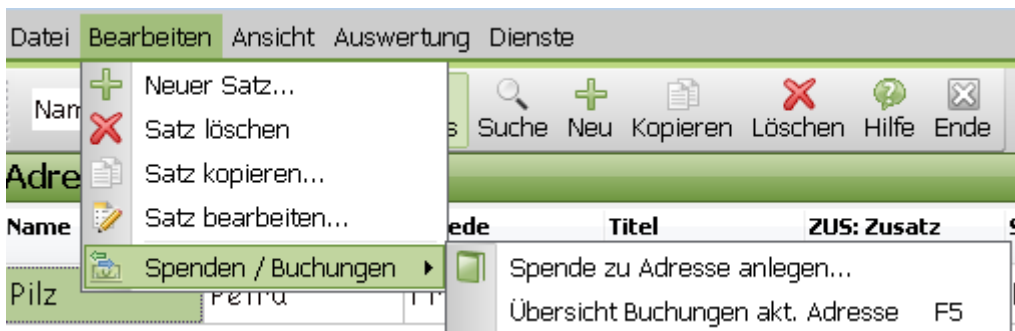 Datei Bearbeiten Ansicht Auswertung Dienste
Neuer Satz...
Satz löschen
Satz kopieren...
Satz bearbeiten...
Spenden / Buchungen
Suche Neu Kopieren Löschen Hilfe Ende
Name Titel ZUS: Zusatz
Pilz
Spende zu Adresse anlegen...
Übersicht Buchungen akt. Adresse F5